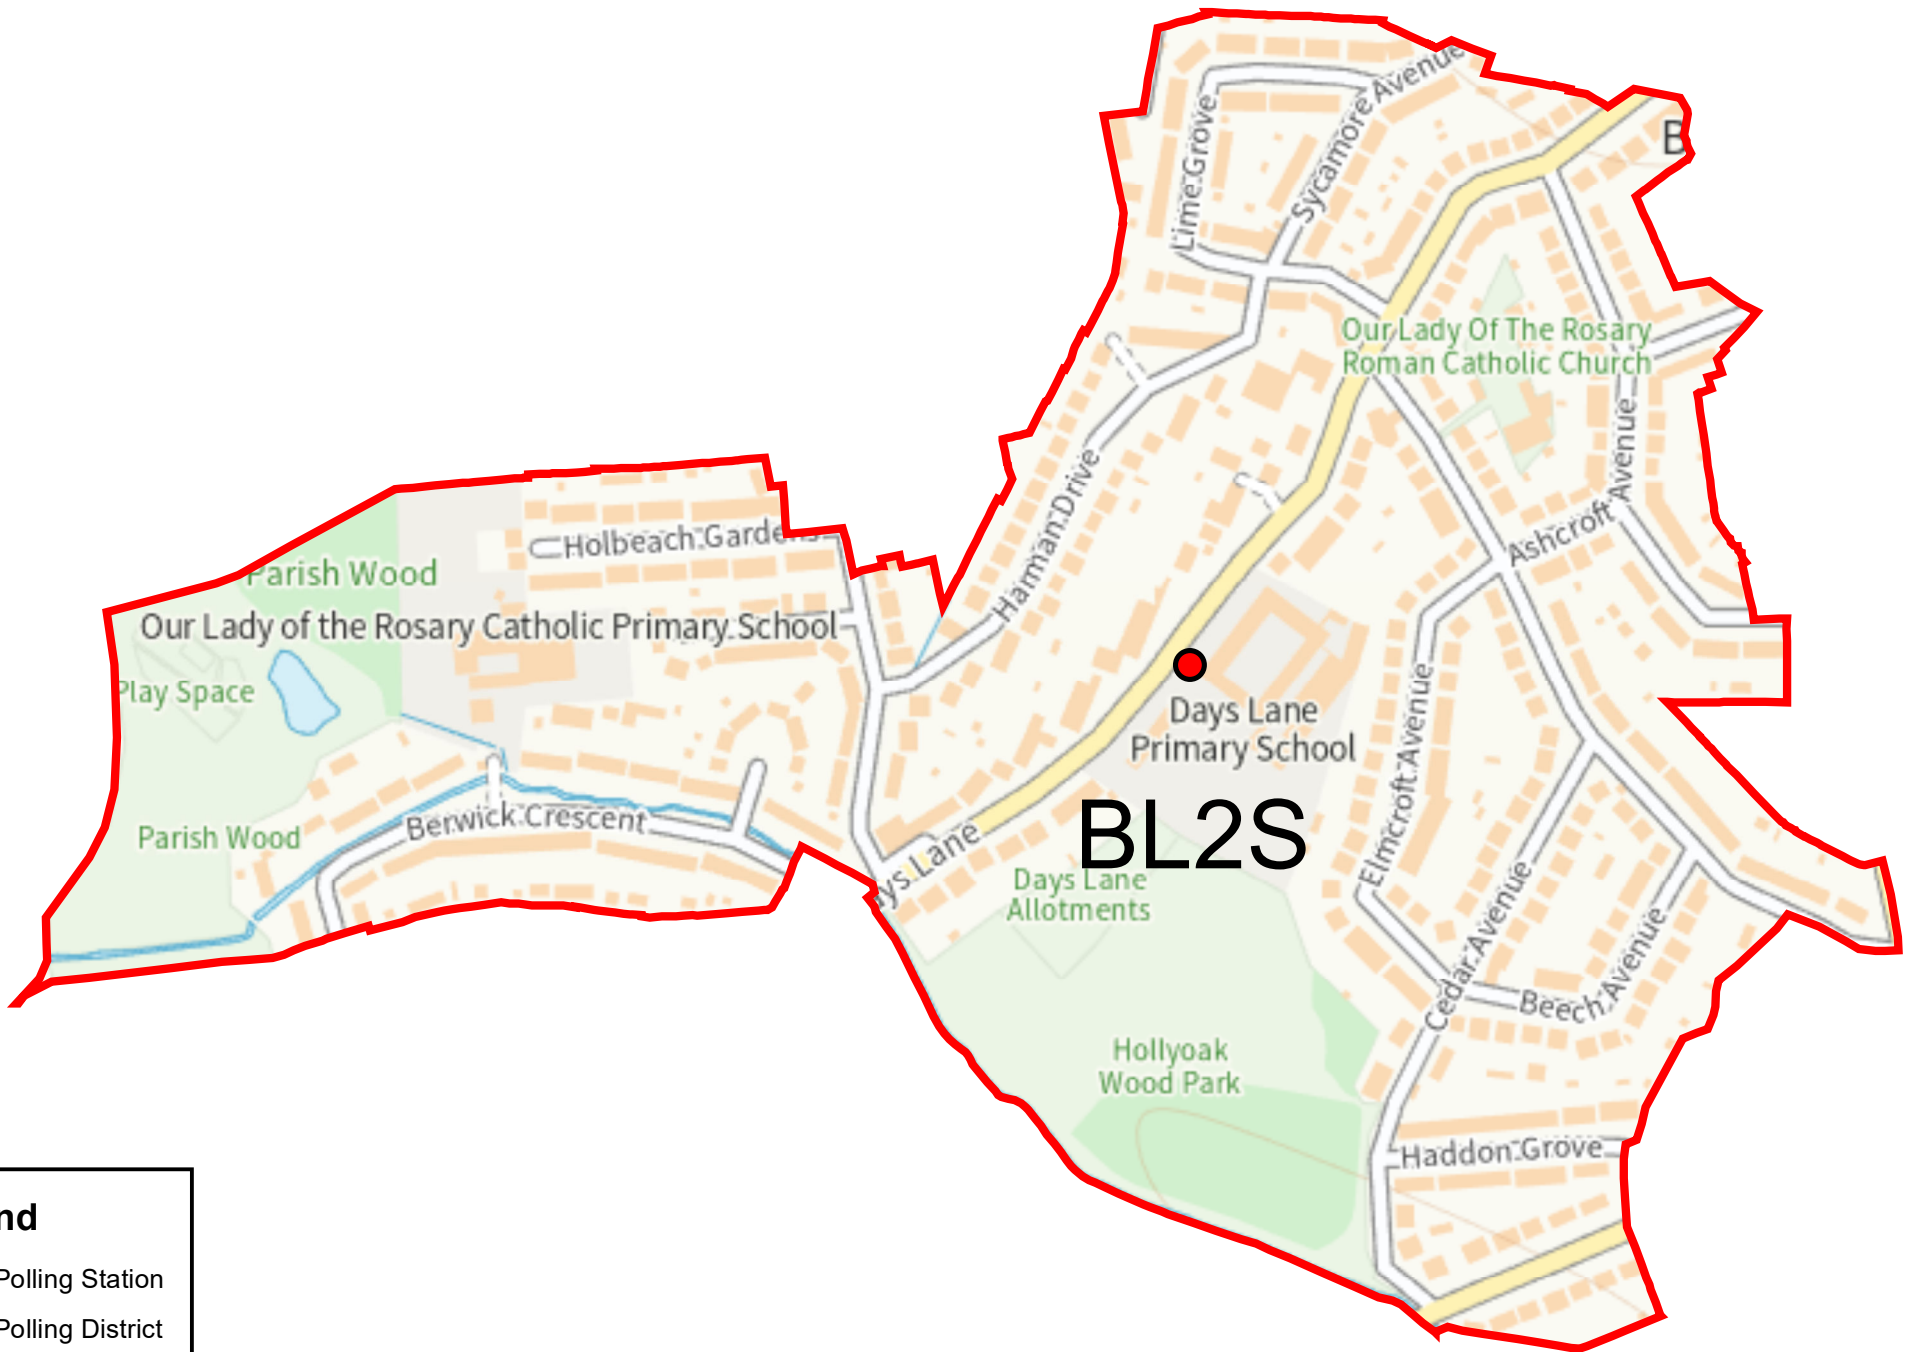 Sycamore Avenue
Lime Grove
B
Our Lady Of The Rosary
Roman Catholic Church
Harman Drive
Ashcroft Avenue
Holbeach Gardens
Parish Wood
Our Lady of the Rosary Catholic Primary School
Play Space
Days Lane
Primary School
Elmcroft Avenue
BL2S
Berwick Crescent
Parish Wood
ys Lane
Days Lane
Allotments
Cedar Avenue
Beech Avenue
Hollyoak
Wood Park
Haddon Grove
nd
Polling Station
Polling District